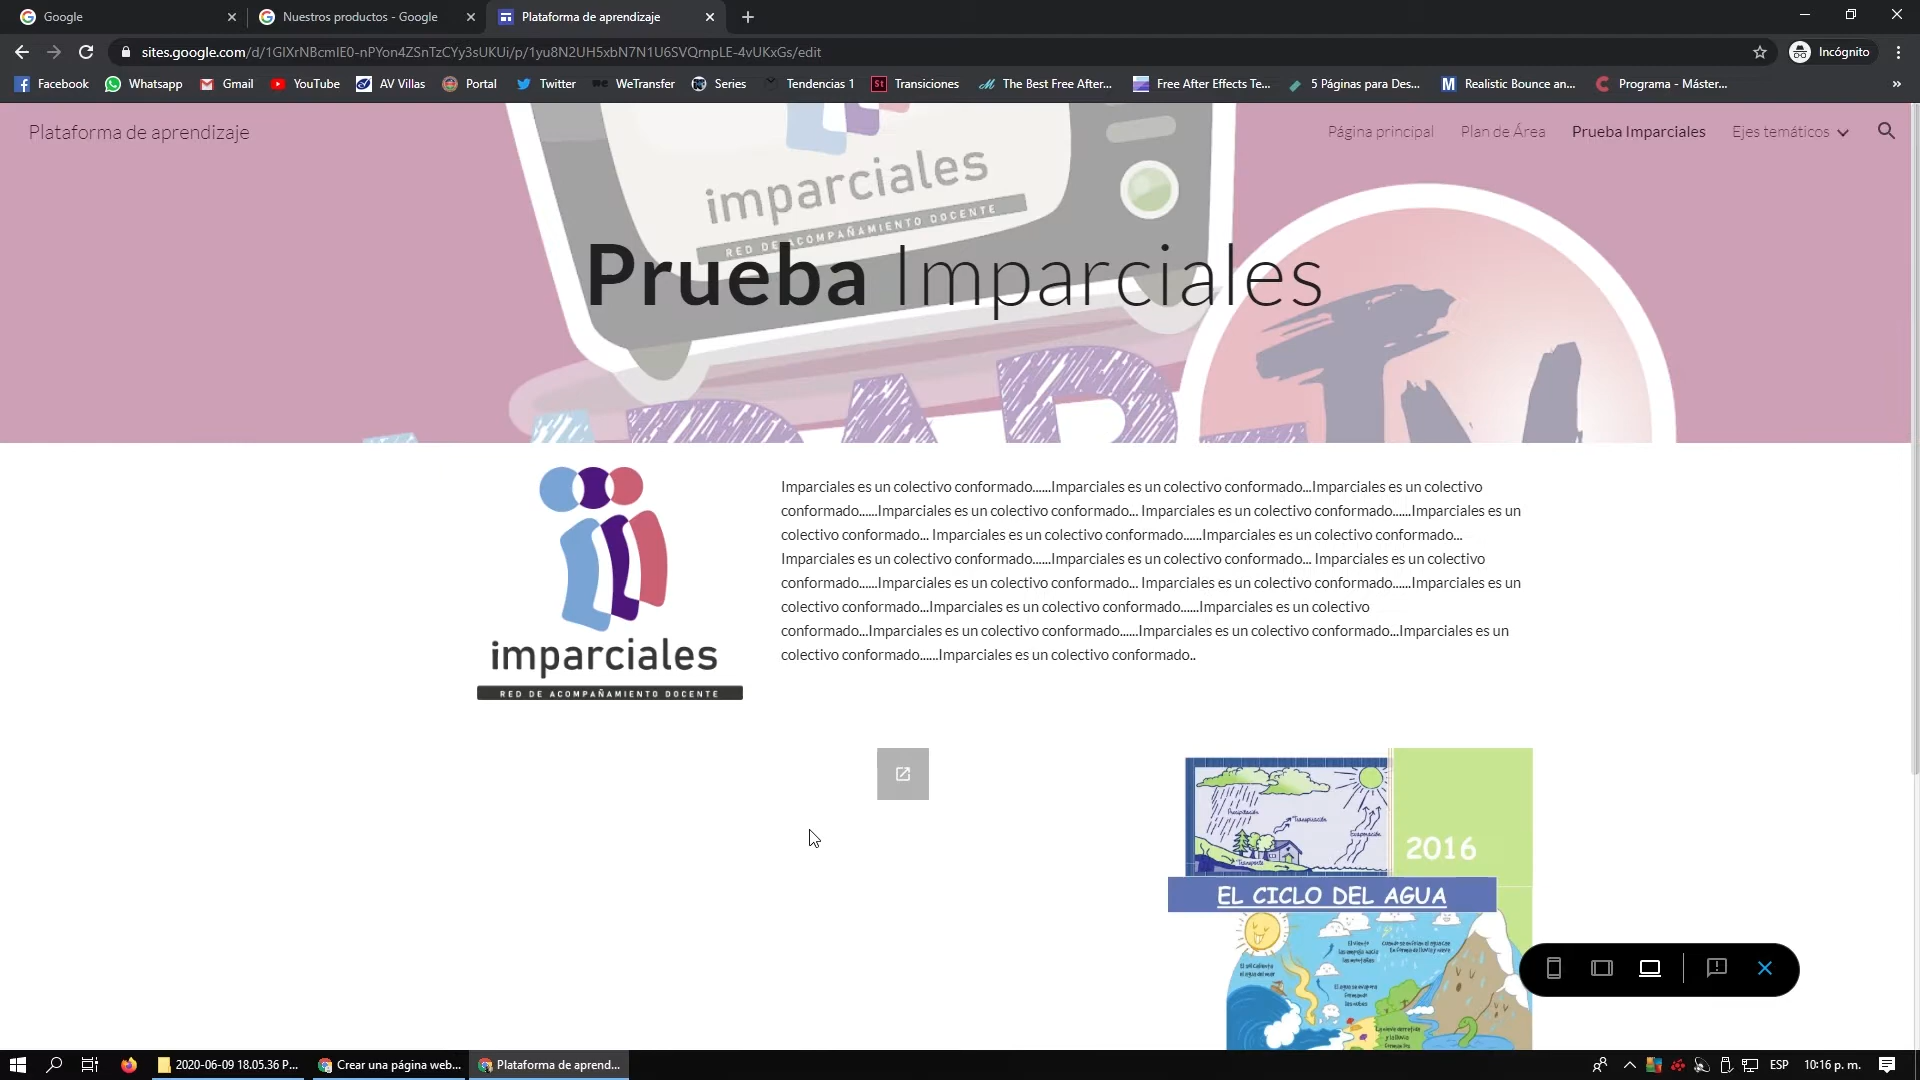 Google
Nuestros productos - Google
Plataforma de aprendizaje
sites.google.com/d/1GIXrNBcmIE0-nPYon4ZSnTzCYy3sUKUi/p/1yu8N2UH5xbN7N1U6SVQrnpLE-4vUKxGs/edit
Incógnito
Facebook
Whatsapp
Gmail
YouTube
AV Villas
Portal
Twitter
WeTransfer
Series
Tendencias 1
Transiciones
The Best Free After...
Free After Effects Te...
5 Páginas para Des...
Realistic Bounce an...
Programa - Máster...
Plataforma de aprendizaje
Página principal
Plan de Área
Prueba Imparciales
Ejes temáticos
imparciales
RED DE ACOMPAÑAMIENTO DOCENTE
Prueba Imparciales
Imparciales es un colectivo conformado......Imparciales es un colectivo conformado...Imparciales es un colectivo
conformado......Imparciales es un colectivo conformado... Imparciales es un colectivo conformado......Imparciales es un
colectivo conformado... Imparciales es un colectivo conformado......Imparciales es un colectivo conformado...
Imparciales es un colectivo conformado......Imparciales es un colectivo conformado... Imparciales es un colectivo
conformado......Imparciales es un colectivo conformado... Imparciales es un colectivo conformado......Imparciales es un
colectivo conformado...Imparciales es un colectivo conformado......Imparciales es un colectivo
conformado...Imparciales es un colectivo conformado......Imparciales es un colectivo conformado...Imparciales es un
colectivo conformado......Imparciales es un colectivo conformado..
imparciales
RED DE ACOMPAÑAMIENTO DOCENTE
Precipitación
Transpiración
Evaporación
2016
EL CICLO DEL AGUA
2020-06-09 18.05.36 P...
Crear una página web...
Plataforma de aprend...
ESP
10:16 p. m.